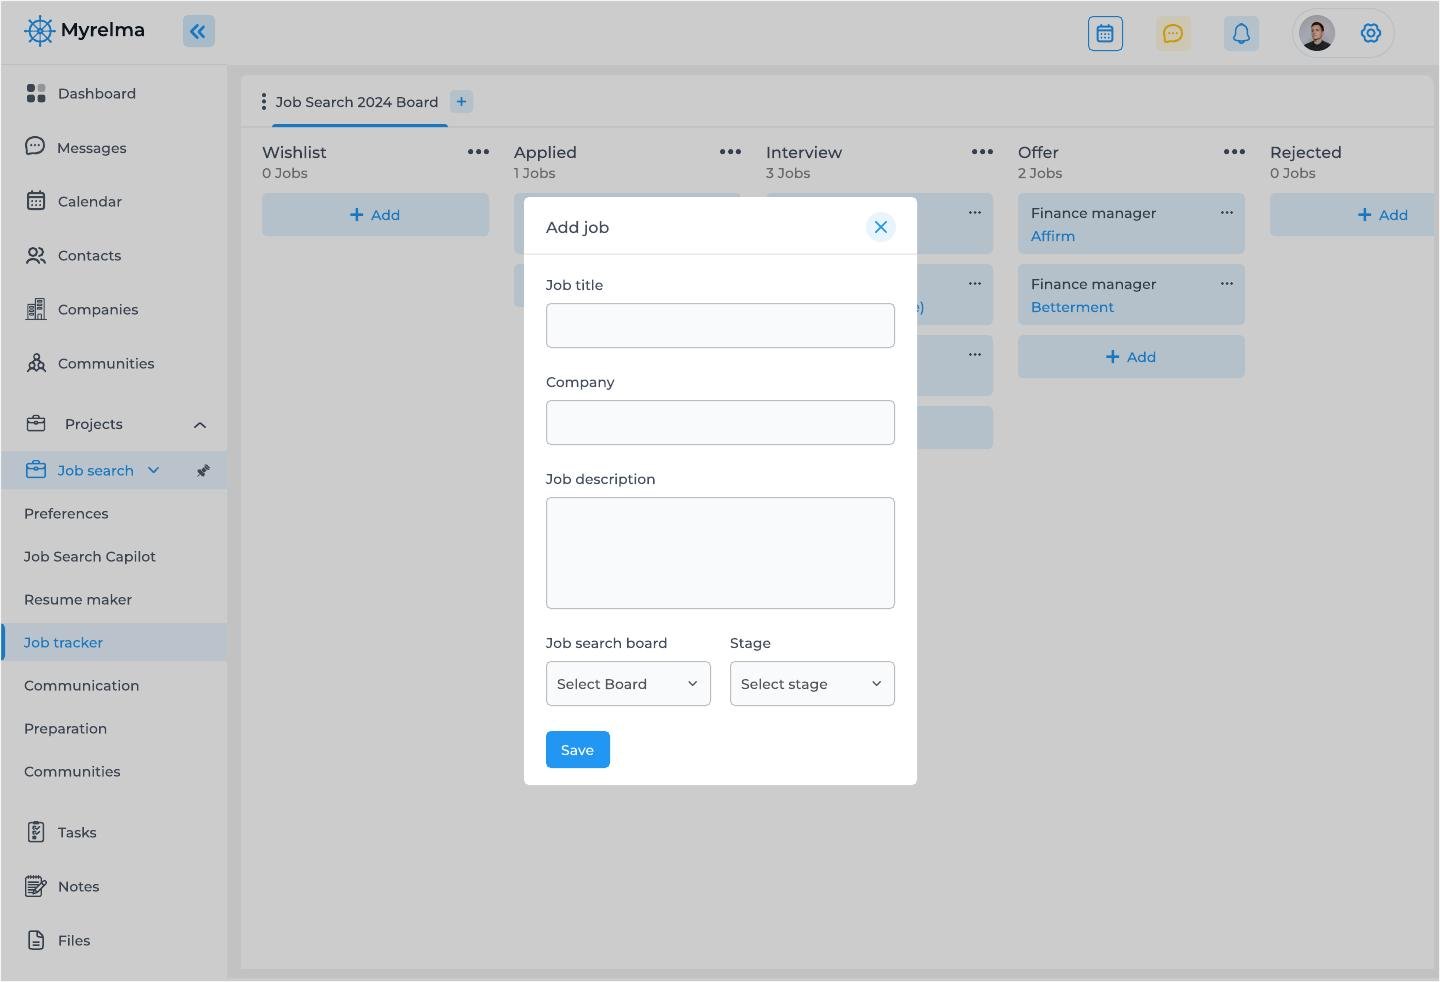 Myrelma
Dashboard
Messages
Calendar
Contacts
Companies
Communities
Projects
Job search
Preferences
Job Search Capilot
Resume maker
Job tracker
Communication
Preparation
Communities
Tasks
Notes
Files
Job Search 2024 Board
Wishlist
0 Jobs
Add
Applied
1 Jobs
Interview
3 Jobs
e)
Offer
2 Jobs
Finance manager
Affirm
Finance manager
Betterment
Add
Rejected
0 Jobs
Add
Add job
Job title
Company
Job description
Job search board
Stage
Select Board
Select stage
Save